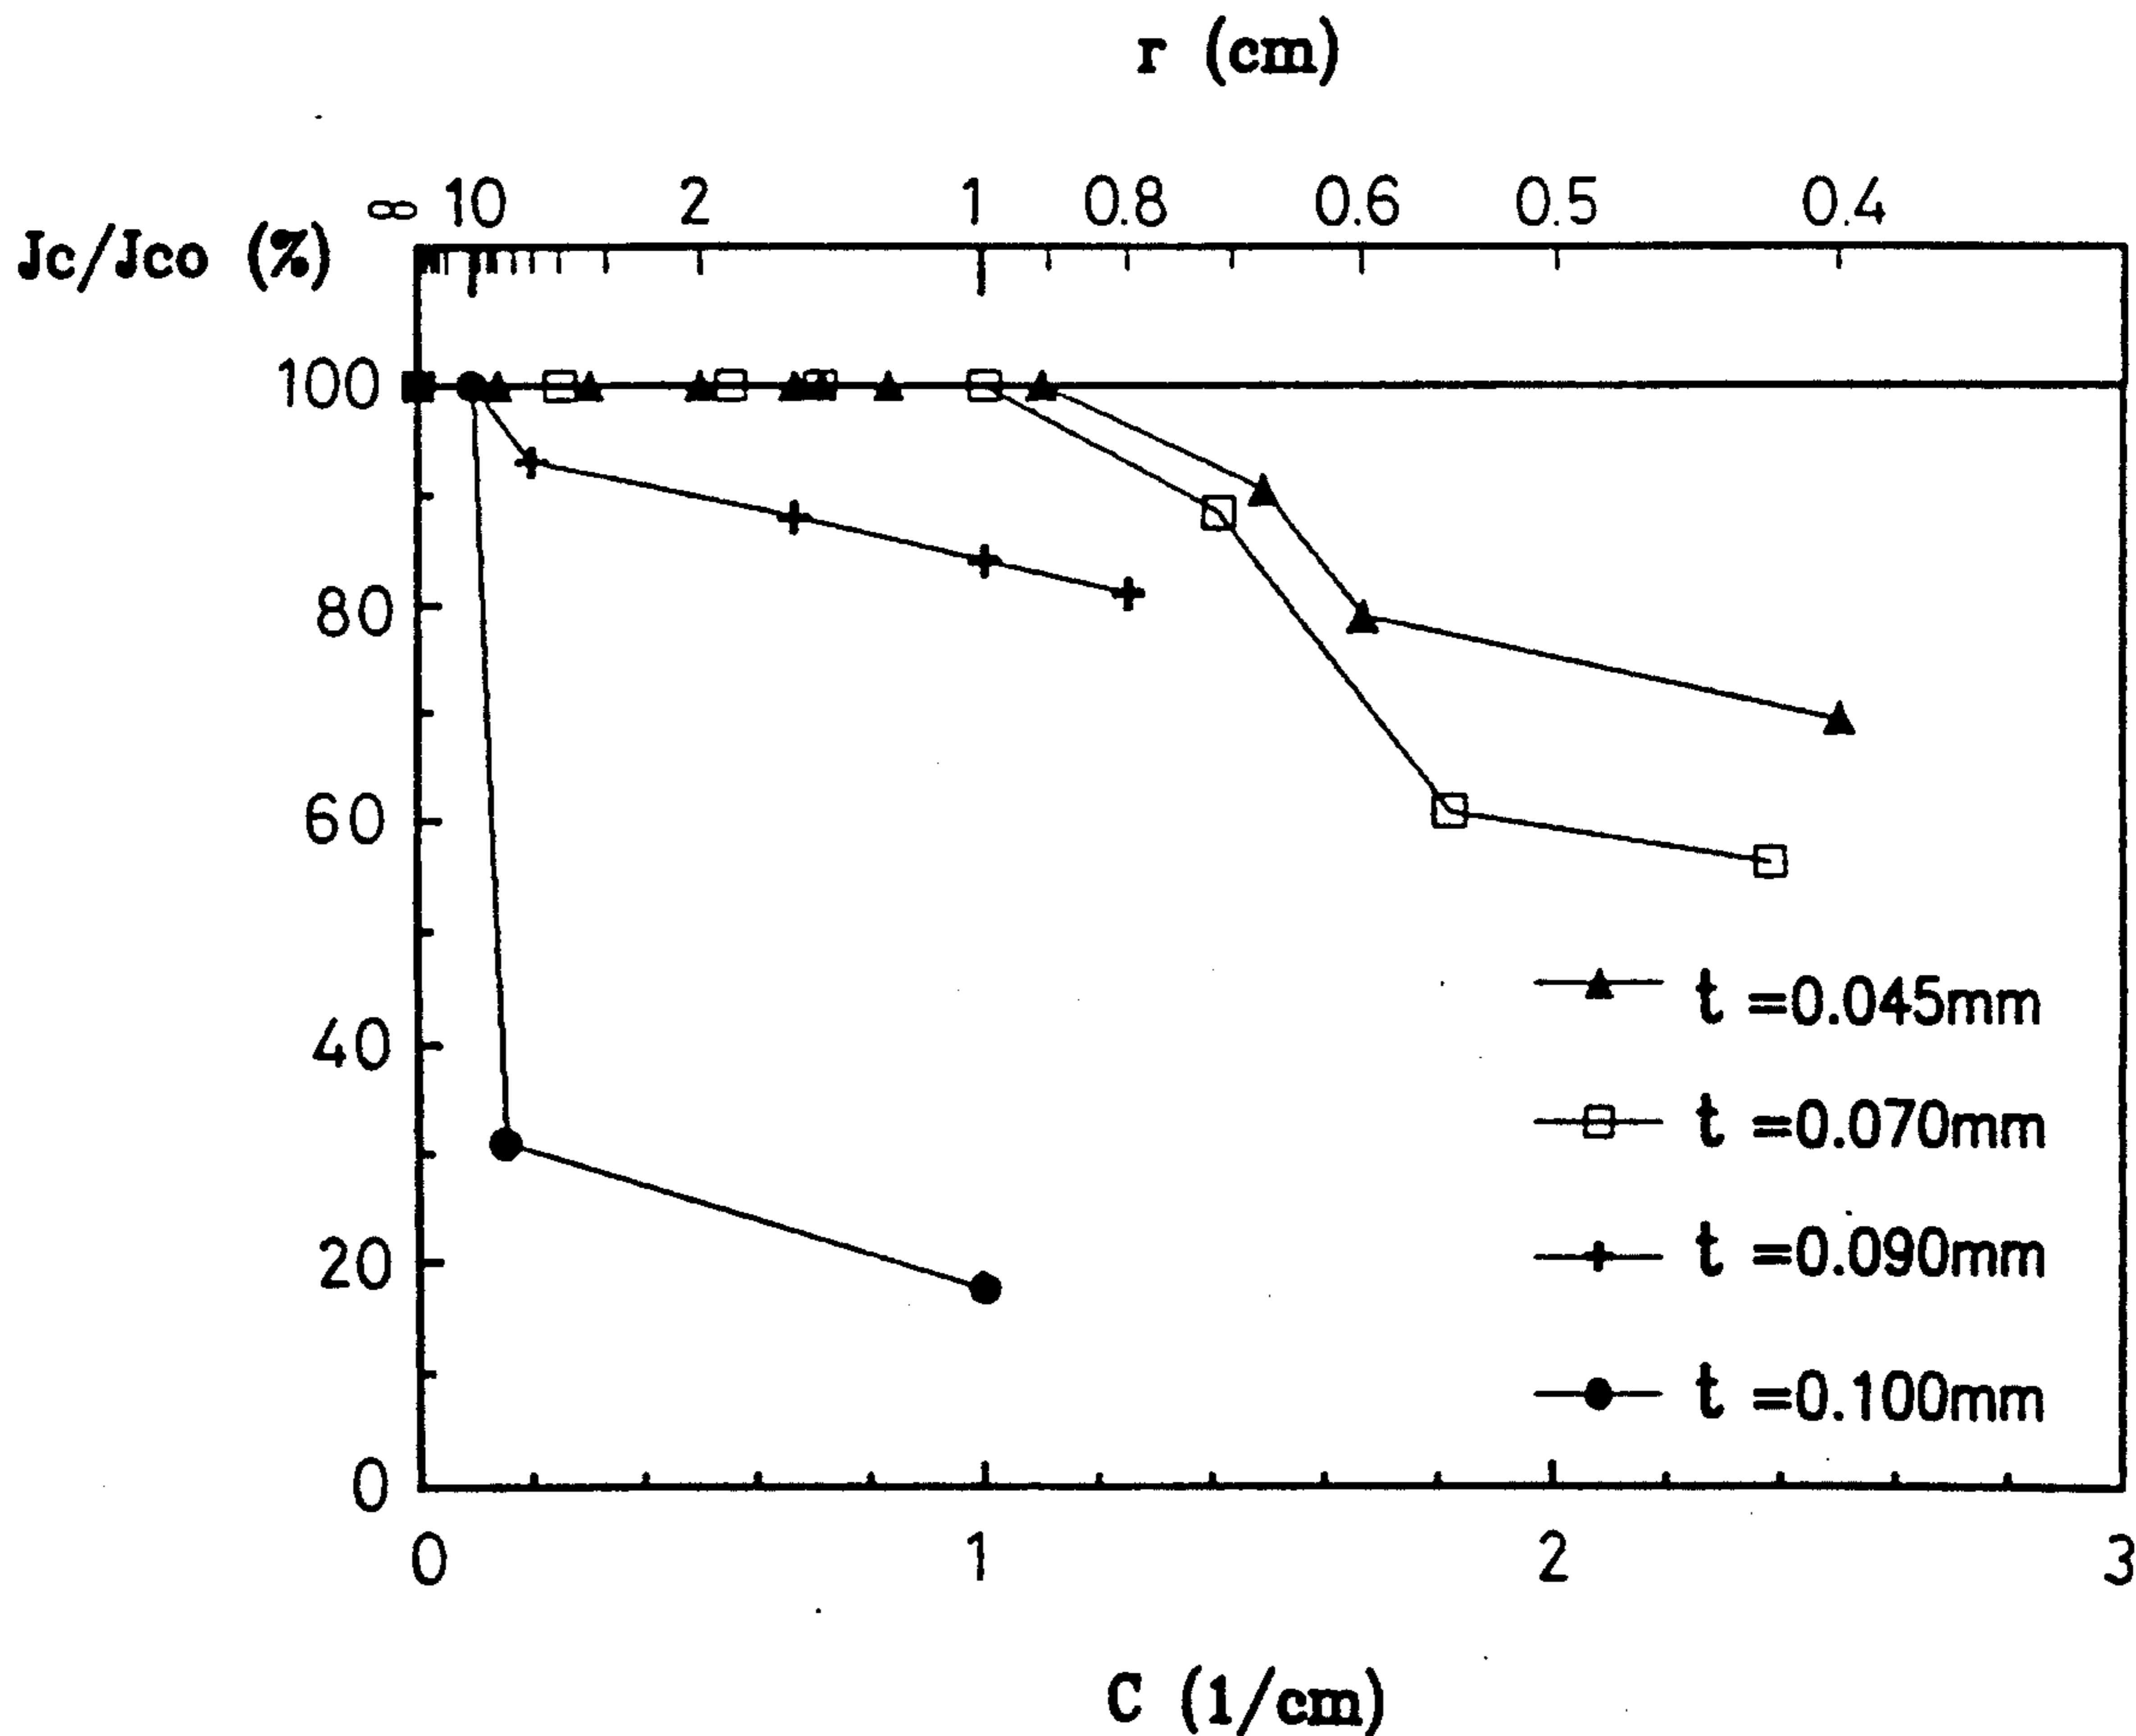 r (cm)
∞ 10 2 1 0.8 0.6 0.5 0.4
Jc/Jco (%)
100
80
60
40
20
0
t =0.045mm
t =0.070mm
t =0.090mm
t =0.100mm
0 1 2 3
C (1/cm)